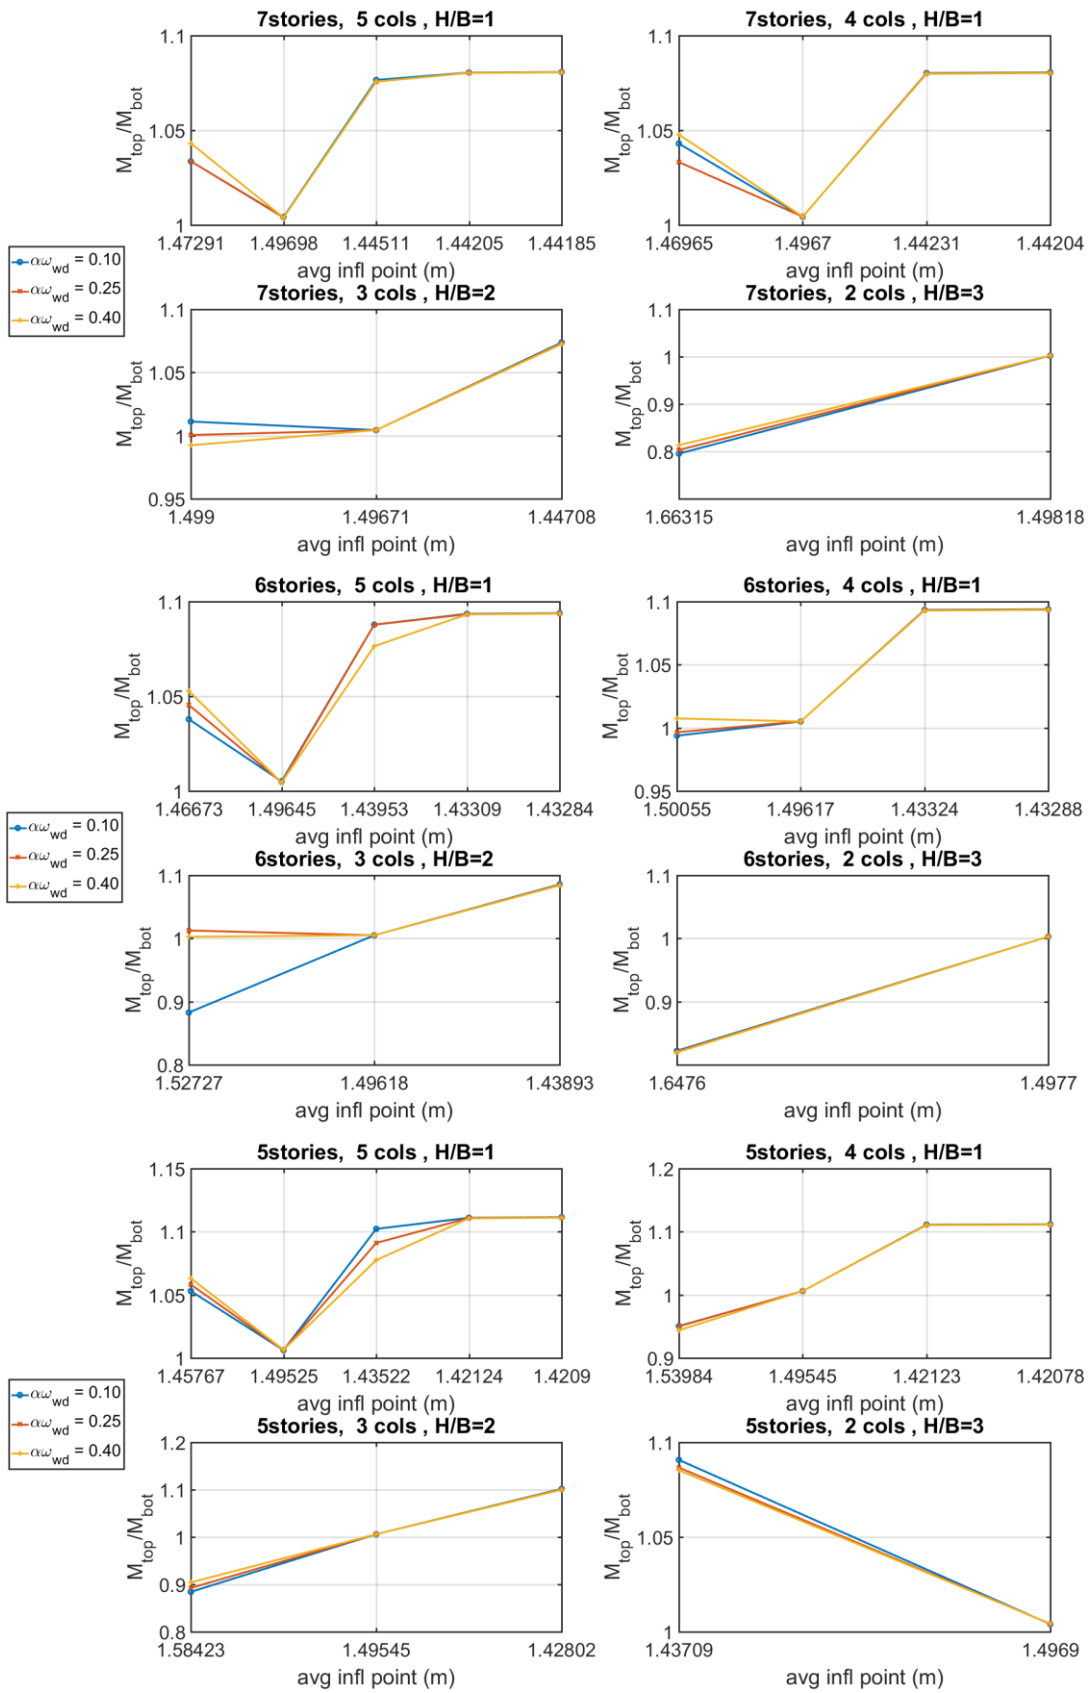 7stories, 5 cols , H/B=1
1.1
1.05
1
M_top/M_bot
1.47291 1.49698 1.44511 1.44205 1.44185
avg infl point (m)
7stories, 4 cols , H/B=1
1.1
1.05
1
M_top/M_bot
1.46965 1.4967 1.44231 1.44204
avg infl point (m)
αω_wd = 0.10
αω_wd = 0.25
αω_wd = 0.40
7stories, 3 cols , H/B=2
1.1
1.05
1
0.95
M_top/M_bot
1.499 1.49671 1.44708
avg infl point (m)
7stories, 2 cols, H/B=3
1.1
1
0.9
0.8
M_top/M_bot
1.66315 1.49818
avg infl point (m)
6stories, 5 cols , H/B=1
1.1
1.05
1
M_top/M_bot
1.46673 1.49645 1.43953 1.43309 1.43284
avg infl point (m)
6stories, 4 cols , H/B=1
1.1
1.05
1
0.95
M_top/M_bot
1.50055 1.49617 1.43324 1.43288
avg infl point (m)
αω_wd = 0.10
αω_wd = 0.25
αω_wd = 0.40
6stories, 3 cols , H/B=2
1.1
1
0.9
0.8
M_top/M_bot
1.52727 1.49618 1.43893
avg infl point (m)
6stories, 2 cols, H/B=3
1.1
1
0.9
M_top/M_bot
1.6476 1.4977
avg infl point (m)
5stories, 5 cols , H/B=1
1.15
1.1
1.05
1
M_top/M_bot
1.45767 1.49525 1.43522 1.42124 1.4209
avg infl point (m)
5stories, 4 cols , H/B=1
1.2
1.1
1
0.9
M_top/M_bot
1.53984 1.49545 1.42123 1.42078
avg infl point (m)
αω_wd = 0.10
αω_wd = 0.25
αω_wd = 0.40
5stories, 3 cols , H/B=2
1.2
1.1
1
0.9
0.8
M_top/M_bot
1.58423 1.49545 1.42802
avg infl point (m)
5stories, 2 cols, H/B=3
1.1
1.05
1
M_top/M_bot
1.43709 1.4969
avg infl point (m)